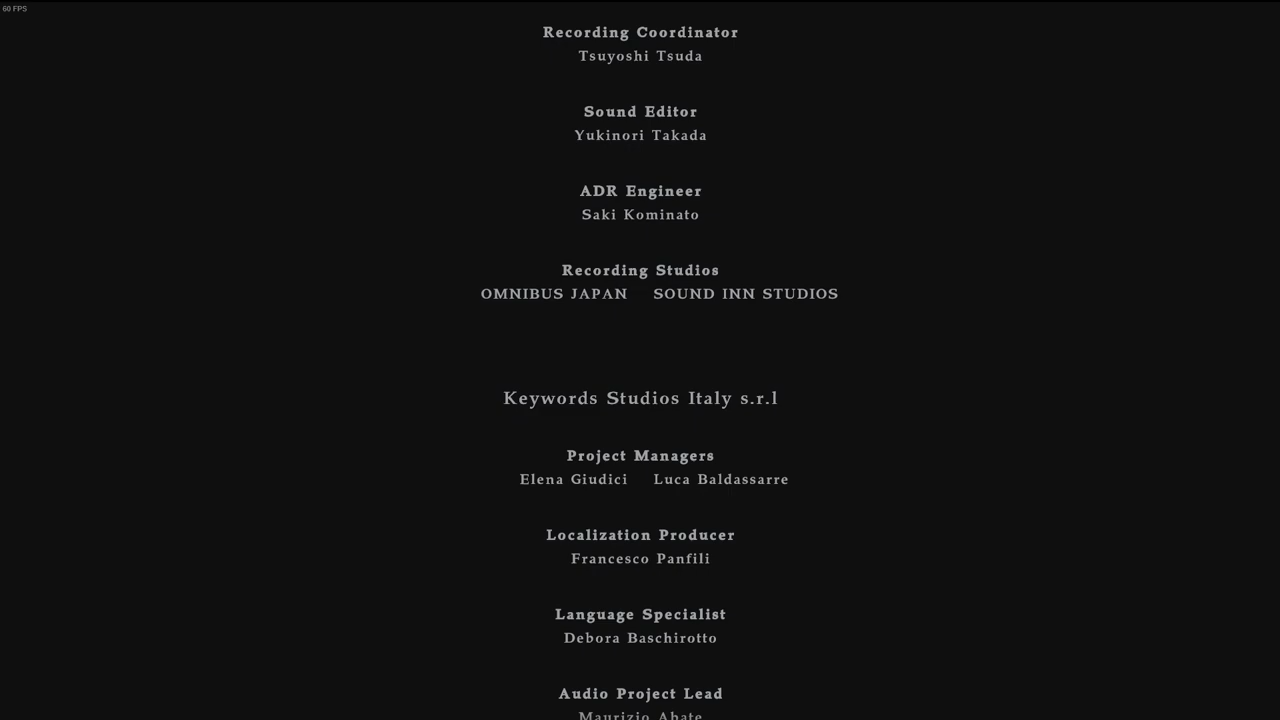 60 FPS
Recording Coordinator
Tsuyoshi Tsuda
Sound Editor
Yukinori Takada
ADR Engineer
Saki Kominato
Recording Studios
OMNIBUS JAPAN SOUND INN STUDIOS
Keywords Studios Italy s.r.l
Project Managers
Elena Giudici Luca Baldassarre
Localization Producer
Francesco Panfili
Language Specialist
Debora Baschirotto
Audio Project Lead
Maurizio Abate